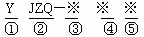 Y JZQ－※ ※ ※
① ② ③ ④ ⑤